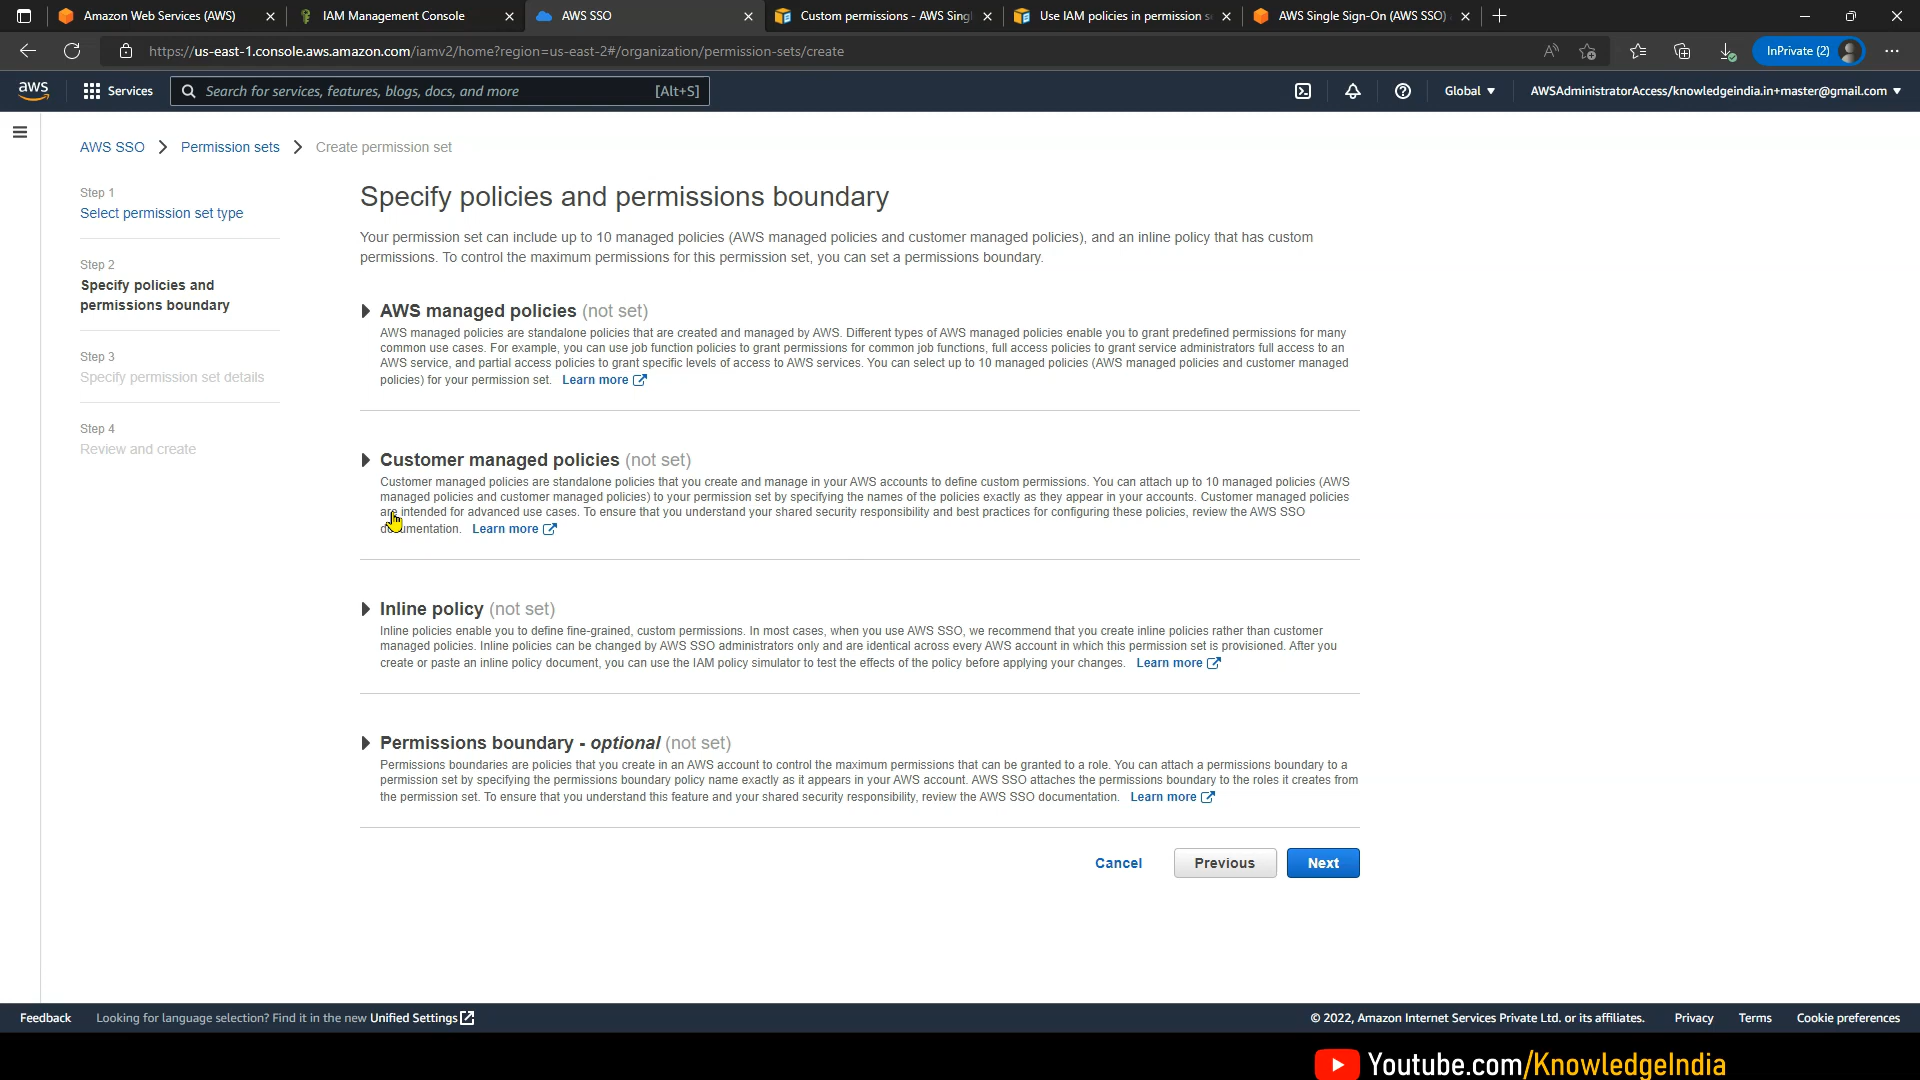 Amazon Web Services (AWS)
IAM Management Console
AWS SSO
Custom permissions - AWS Singl
Use IAM policies in permission s
AWS Single Sign-On (AWS SSO)
https://us-east-1.console.aws.amazon.com/iamv2/home?region=us-east-2#/organization/permission-sets/create
InPrivate (2)
aws
Services
Search for services, features, blogs, docs, and more
[Alt+S]
Global
AWSAdministratorAccess/knowledgeindia.in+master@gmail.com
AWS SSO
Permission sets
Create permission set
Step 1
Select permission set type
Step 2
Specify policies and
permissions boundary
Step 3
Specify permission set details
Step 4
Review and create
Specify policies and permissions boundary
Your permission set can include up to 10 managed policies (AWS managed policies and customer managed policies), and an inline policy that has custom
permissions. To control the maximum permissions for this permission set, you can set a permissions boundary.
AWS managed policies (not set)
AWS managed policies are standalone policies that are created and managed by AWS. Different types of AWS managed policies enable you to grant predefined permissions for many
common use cases. For example, you can use job function policies to grant permissions for common job functions, full access policies to grant service administrators full access to an
AWS service, and partial access policies to grant specific levels of access to AWS services. You can select up to 10 managed policies (AWS managed policies and customer managed
policies) for your permission set. Learn more
Customer managed policies (not set)
Customer managed policies are standalone policies that you create and manage in your AWS accounts to define custom permissions. You can attach up to 10 managed policies (AWS
managed policies and customer managed policies) to your permission set by specifying the names of the policies exactly as they appear in your accounts. Customer managed policies
are intended for advanced use cases. To ensure that you understand your shared security responsibility and best practices for configuring these policies, review the AWS SSO
documentation. Learn more
Inline policy (not set)
Inline policies enable you to define fine-grained, custom permissions. In most cases, when you use AWS SSO, we recommend that you create inline policies rather than customer
managed policies. Inline policies can be changed by AWS SSO administrators only and are identical across every AWS account in which this permission set is provisioned. After you
create or paste an inline policy document, you can use the IAM policy simulator to test the effects of the policy before applying your changes. Learn more
Permissions boundary - optional (not set)
Permissions boundaries are policies that you create in an AWS account to control the maximum permissions that can be granted to a role. You can attach a permissions boundary to a
permission set by specifying the permissions boundary policy name exactly as it appears in your AWS account. AWS SSO attaches the permissions boundary to the roles it creates from
the permission set. To ensure that you understand this feature and your shared security responsibility, review the AWS SSO documentation. Learn more
Cancel
Previous
Next
Feedback
Looking for language selection? Find it in the new Unified Settings
© 2022, Amazon Internet Services Private Ltd. or its affiliates.
Privacy
Terms
Cookie preferences
Youtube.com/KnowledgeIndia